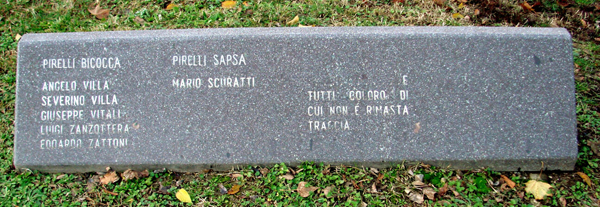 PIRELLI BICOCCA
ANGELO VILLA
SEVERINO VILLA
GIUSEPPE VITALI
LUIGI ZANZOTTERA
EDOARDO ZATTONI
PIRELLI SAPSA
MARIO SCURATTI
E
TUTTI COLORO DI
CUI NON È RIMASTA
TRACCIA